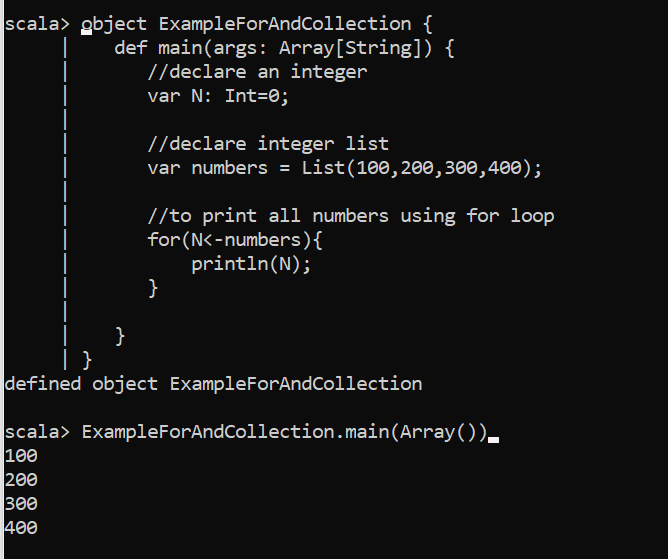 scala> object ExampleForAndCollection {
     |    def main(args: Array[String]) {
     |       //declare an integer
     |       var N: Int=0;
     |
     |       //declare integer list
     |       var numbers = List(100,200,300,400);
     |
     |       //to print all numbers using for loop
     |       for(N<-numbers){
     |           println(N);
     |       }
     |
     |    }
     | }
defined object ExampleForAndCollection
scala> ExampleForAndCollection.main(Array())
100
200
300
400